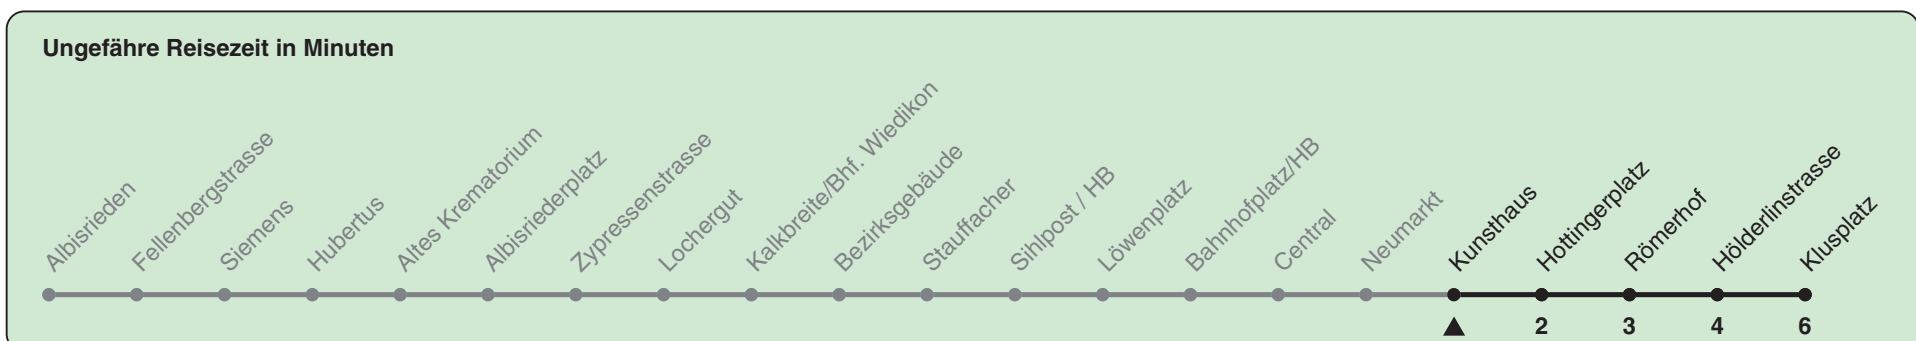 Ungefähre Reisezeit in Minuten
Albisrieden
Fellenbergstrasse
Siemens
Hubertus
Altes Krematorium
Albisriederplatz
Zypressenstrasse
Lochergut
Kalkbreite/Bhf. Wiedikon
Bezirksgebäude
Stauffacher
Sihlpost / HB
Löwenplatz
Bahnhofplatz/HB
Central
Neumarkt
Kunsthaus
Hottingerplatz
Römerhof
Hölderlinstrasse
Klusplatz
2 3 4 6